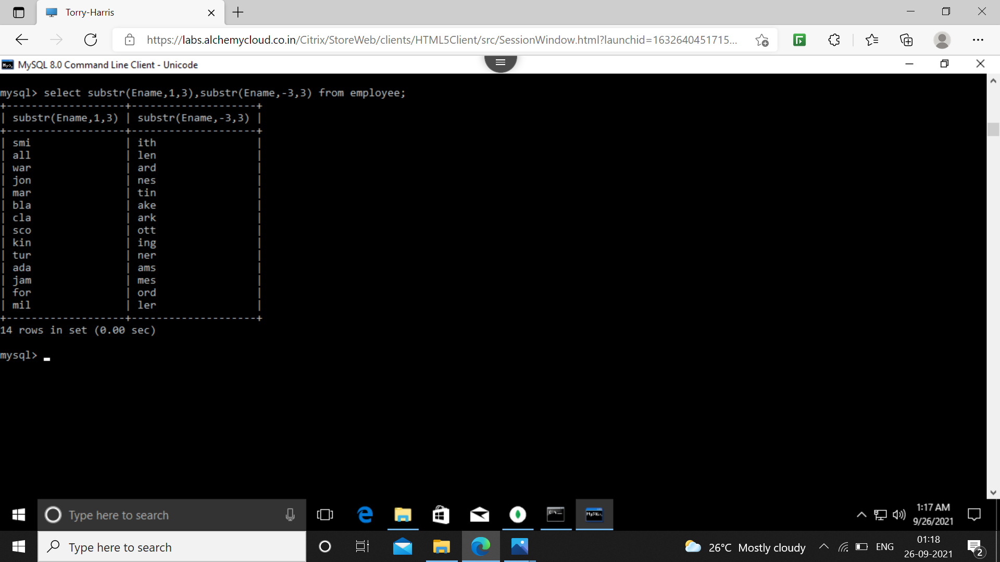 Torry-Harris
https://labs.alchemycloud.co.in/Citrix/StoreWeb/clients/HTML5Client/src/SessionWindow.html?launchid=1632640451715...
MySQL 8.0 Command Line Client - Unicode
mysql> select substr(Ename,1,3),substr(Ename,-3,3) from employee;
+-------------------+--------------------+
| substr(Ename,1,3) | substr(Ename,-3,3) |
+-------------------+--------------------+
| smi               | ith                |
| all               | len                |
| war               | ard                |
| jon               | nes                |
| mar               | tin                |
| bla               | ake                |
| cla               | ark                |
| sco               | ott                |
| kin               | ing                |
| tur               | ner                |
| ada               | ams                |
| jam               | mes                |
| for               | ord                |
| mil               | ler                |
+-------------------+--------------------+
14 rows in set (0.00 sec)
mysql>
Type here to search
1:17 AM
9/26/2021
Type here to search
26°C Mostly cloudy
ENG
01:18
26-09-2021
2